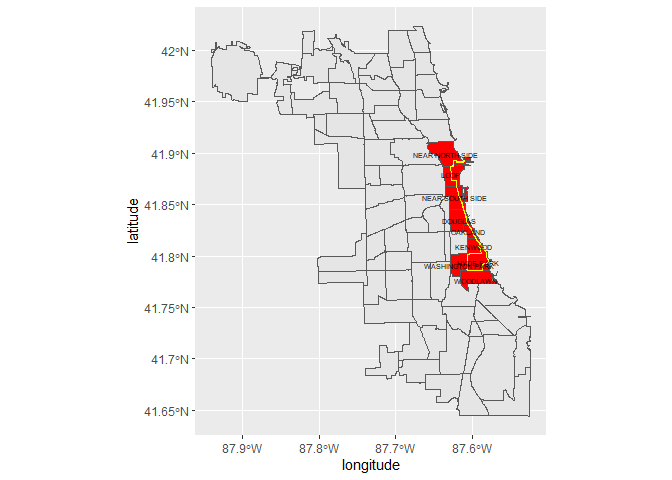 42°N
41.95°N
41.9°N
41.85°N
41.8°N
41.75°N
41.7°N
41.65°N
latitude
NEAR NORTH SIDE
LOOP
NEAR SOUTH SIDE
DOUGLAS
OAKLAND
KENWOOD
PARK
WASHINGTON PARK
WOODLAWN
87.9°W
87.8°W
87.7°W
87.6°W
longitude